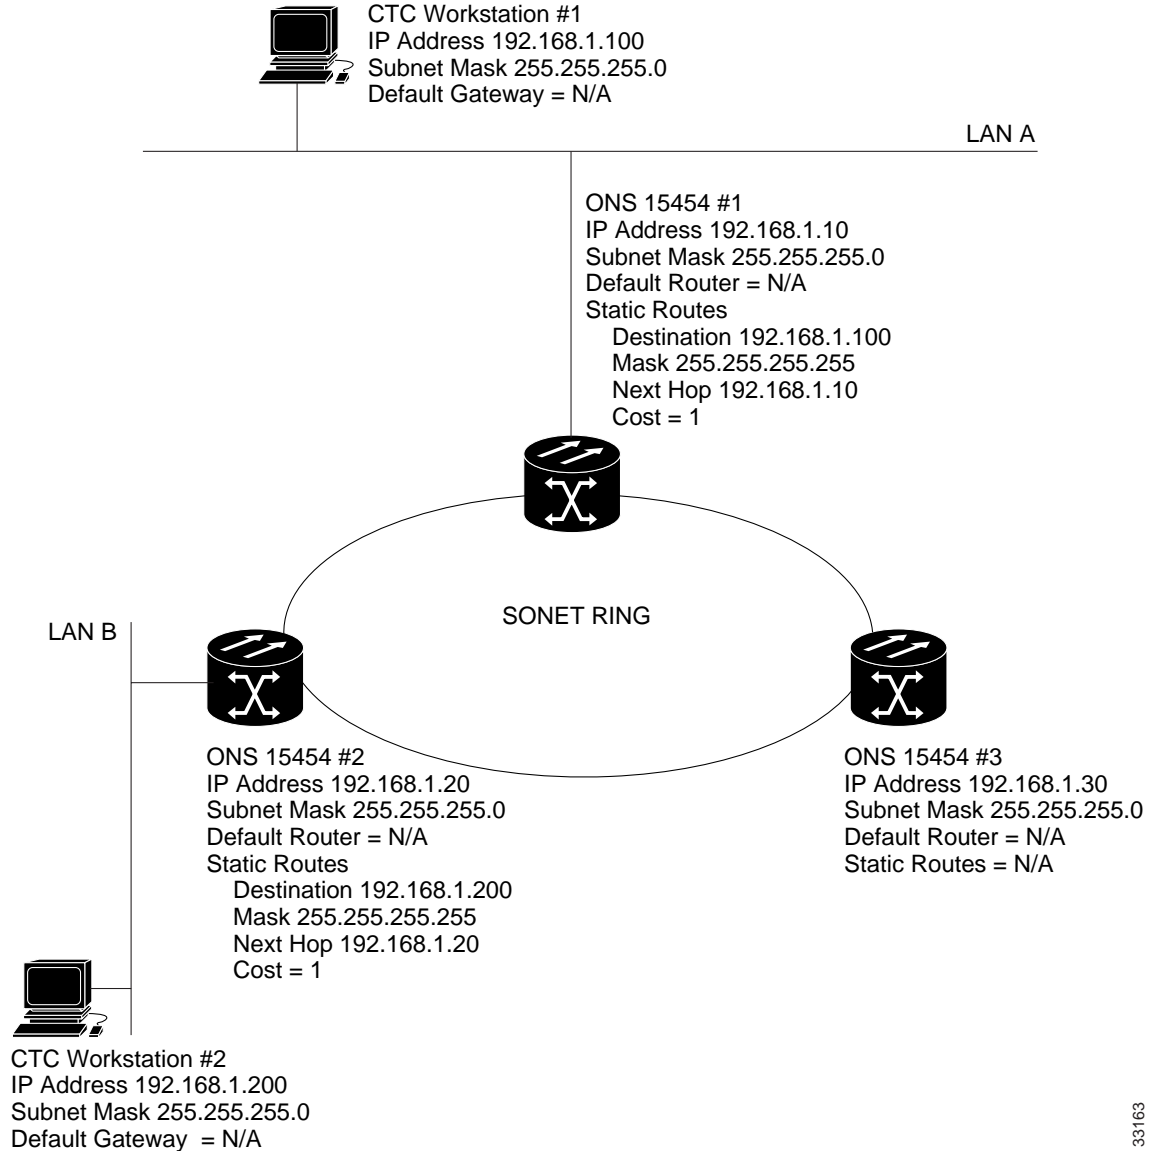 CTC Workstation #1
IP Address 192.168.1.100
Subnet Mask 255.255.255.0
Default Gateway = N/A
LAN A
ONS 15454 #1
IP Address 192.168.1.10
Subnet Mask 255.255.255.0
Default Router = N/A
Static Routes
Destination 192.168.1.100
Mask 255.255.255.255
Next Hop 192.168.1.10
Cost = 1
SONET RING
LAN B
ONS 15454 #2
IP Address 192.168.1.20
Subnet Mask 255.255.255.0
Default Router = N/A
Static Routes
Destination 192.168.1.200
Mask 255.255.255.255
Next Hop 192.168.1.20
Cost = 1
ONS 15454 #3
IP Address 192.168.1.30
Subnet Mask 255.255.255.0
Default Router = N/A
Static Routes = N/A
CTC Workstation #2
IP Address 192.168.1.200
Subnet Mask 255.255.255.0
Default Gateway  = N/A
33163